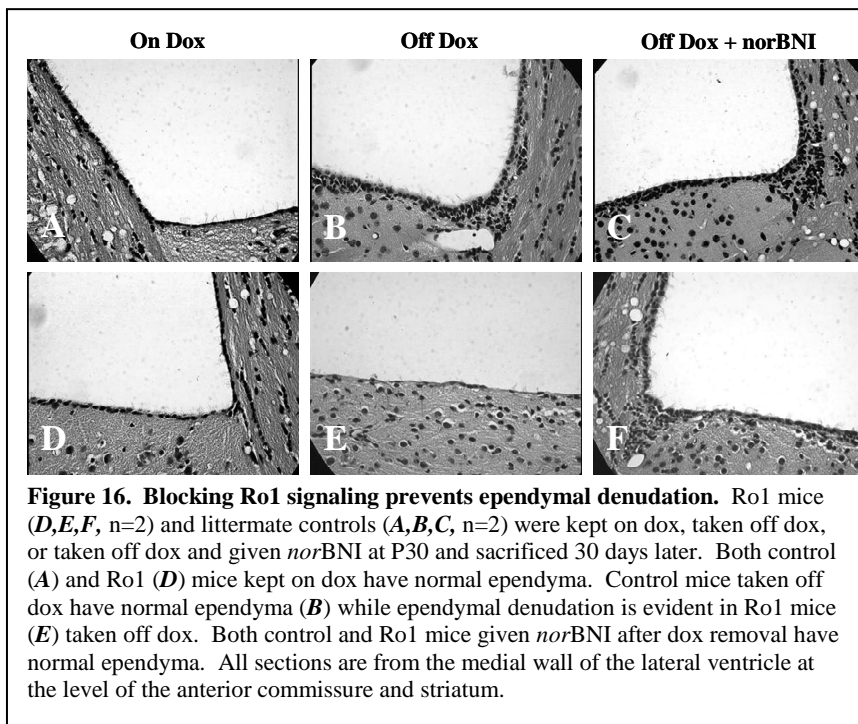 On Dox
Off Dox
Off Dox + norBNI
A
B
C
D
E
F
Figure 16. Blocking Ro1 signaling prevents ependymal denudation. Ro1 mice
(D,E,F, n=2) and littermate controls (A,B,C, n=2) were kept on dox, taken off dox,
or taken off dox and given norBNI at P30 and sacrificed 30 days later. Both control
(A) and Ro1 (D) mice kept on dox have normal ependyma. Control mice taken off
dox have normal ependyma (B) while ependymal denudation is evident in Ro1 mice
(E) taken off dox. Both control and Ro1 mice given norBNI after dox removal have
normal ependyma. All sections are from the medial wall of the lateral ventricle at
the level of the anterior commissure and striatum.